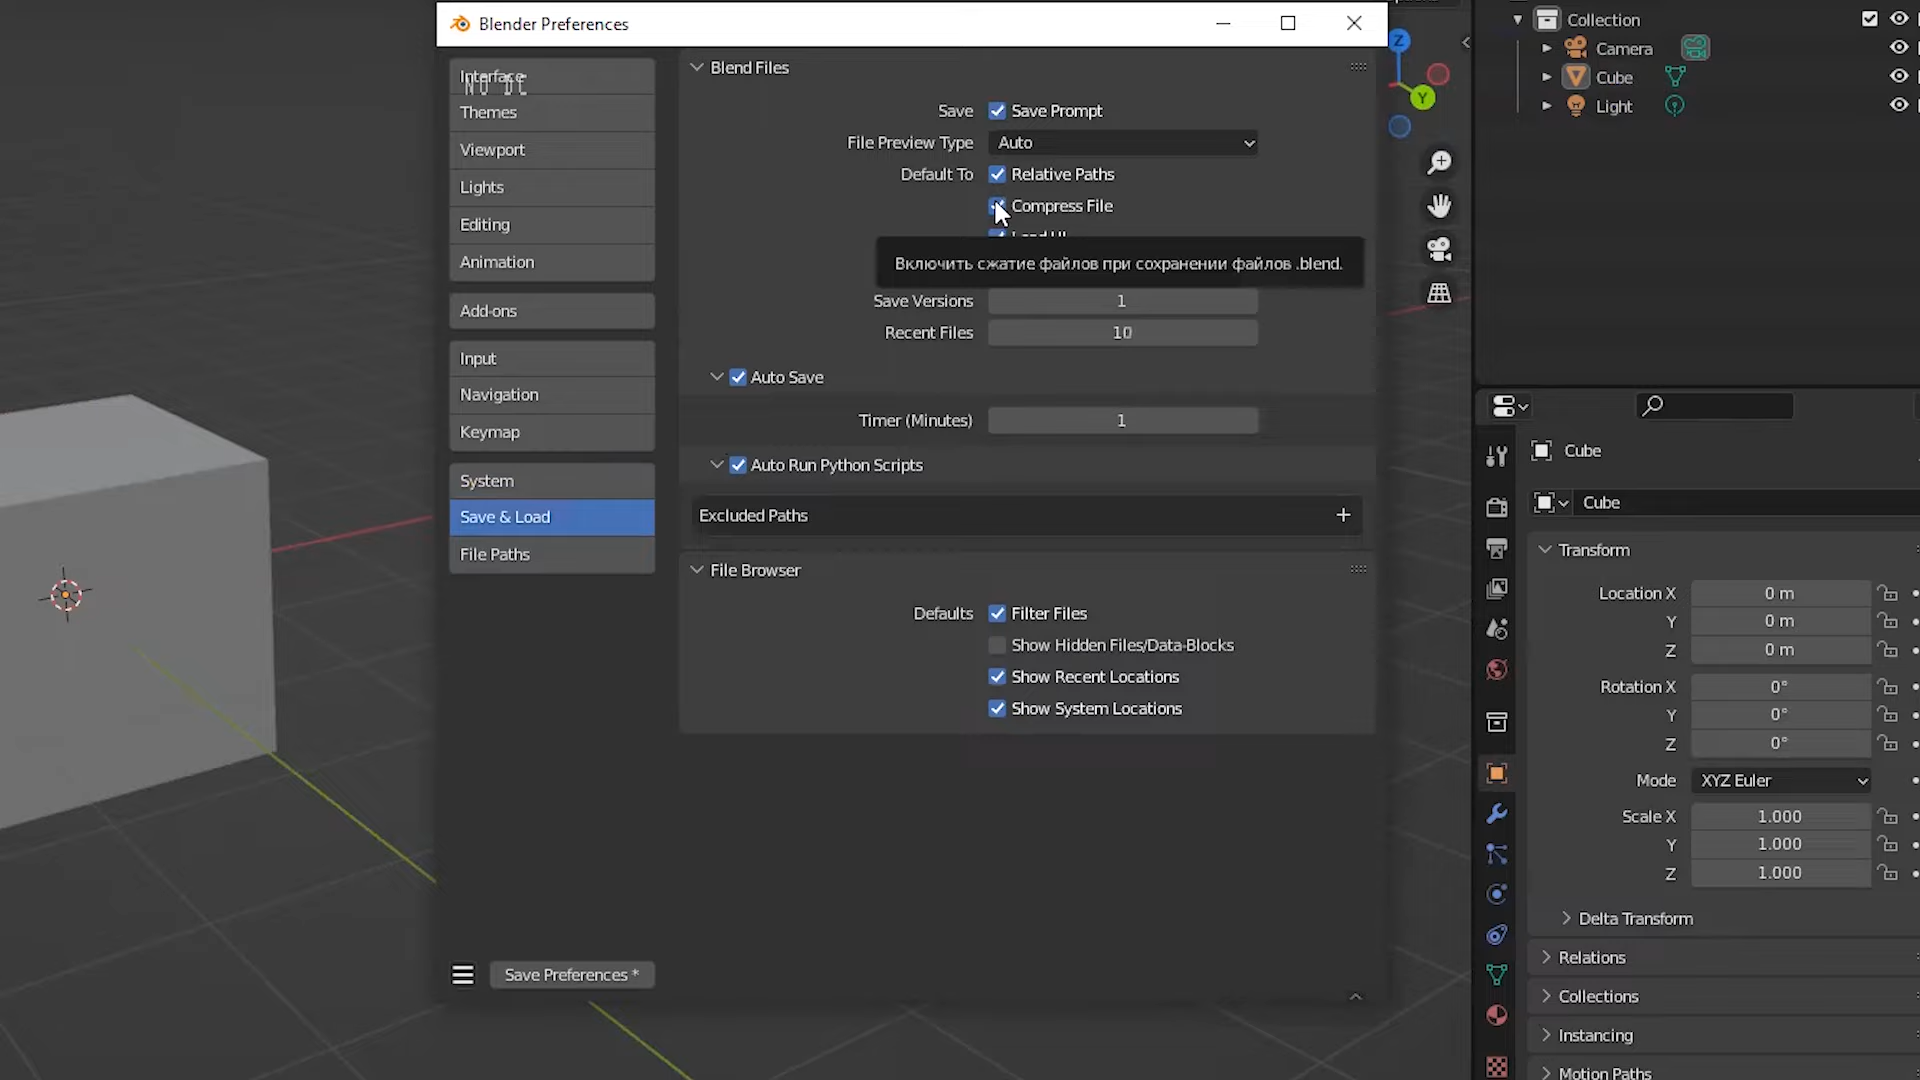 Blender Preferences
Interface
NO DE
Themes
Viewport
Lights
Editing
Animation
Add-ons
Input
Navigation
Keymap
System
Save & Load
File Paths
Save Preferences *
Blend Files
Save Save Prompt
File Preview Type Auto
Default To Relative Paths
Compress File
Load UI
Включить сжатие файлов при сохранении файлов .blend.
Save Versions 1
Recent Files 10
Auto Save
Timer (Minutes) 1
Auto Run Python Scripts
Excluded Paths
File Browser
Defaults Filter Files
Show Hidden Files/Data-Blocks
Show Recent Locations
Show System Locations
Z
Y
Collection
Camera
Cube
Light
Cube
Cube
Transform
Location X 0 m
Y 0 m
Z 0 m
Rotation X 0°
Y 0°
Z 0°
Mode XYZ Euler
Scale X 1.000
Y 1.000
Z 1.000
Delta Transform
Relations
Collections
Instancing
Motion Paths